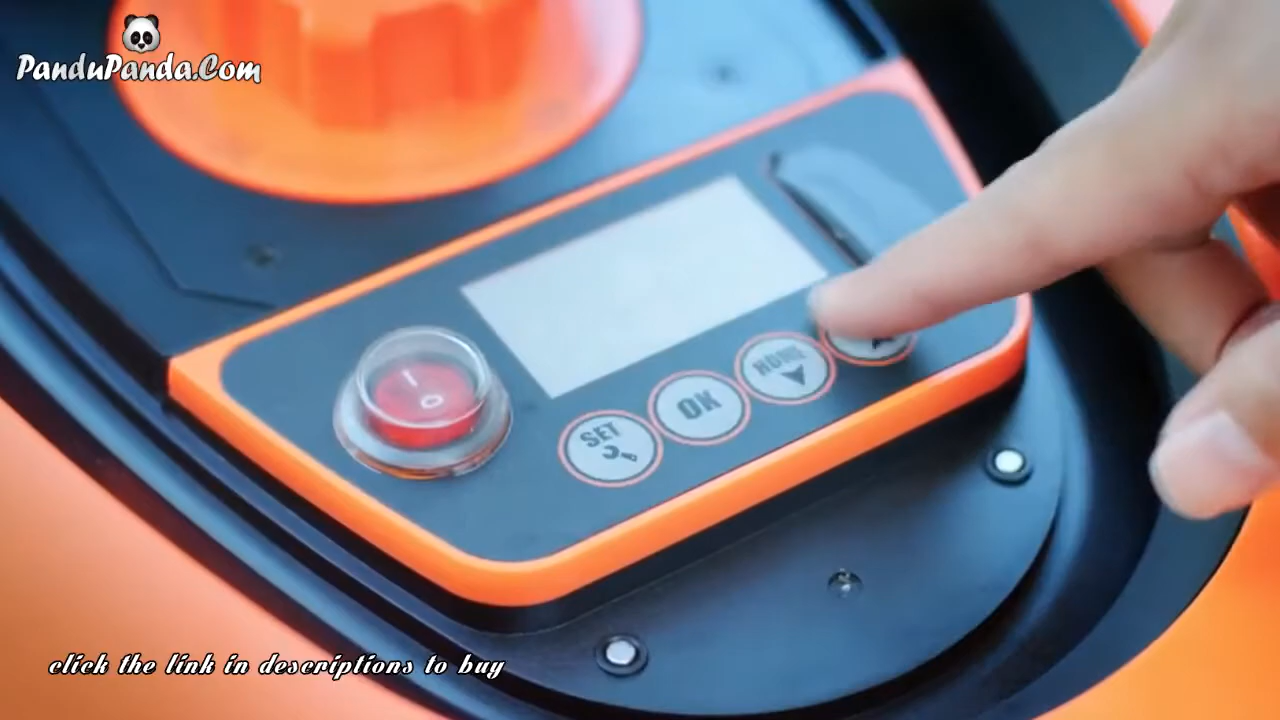 PanduPanda.Com
I O
SET
OK
HOME
click the link in descriptions to buy